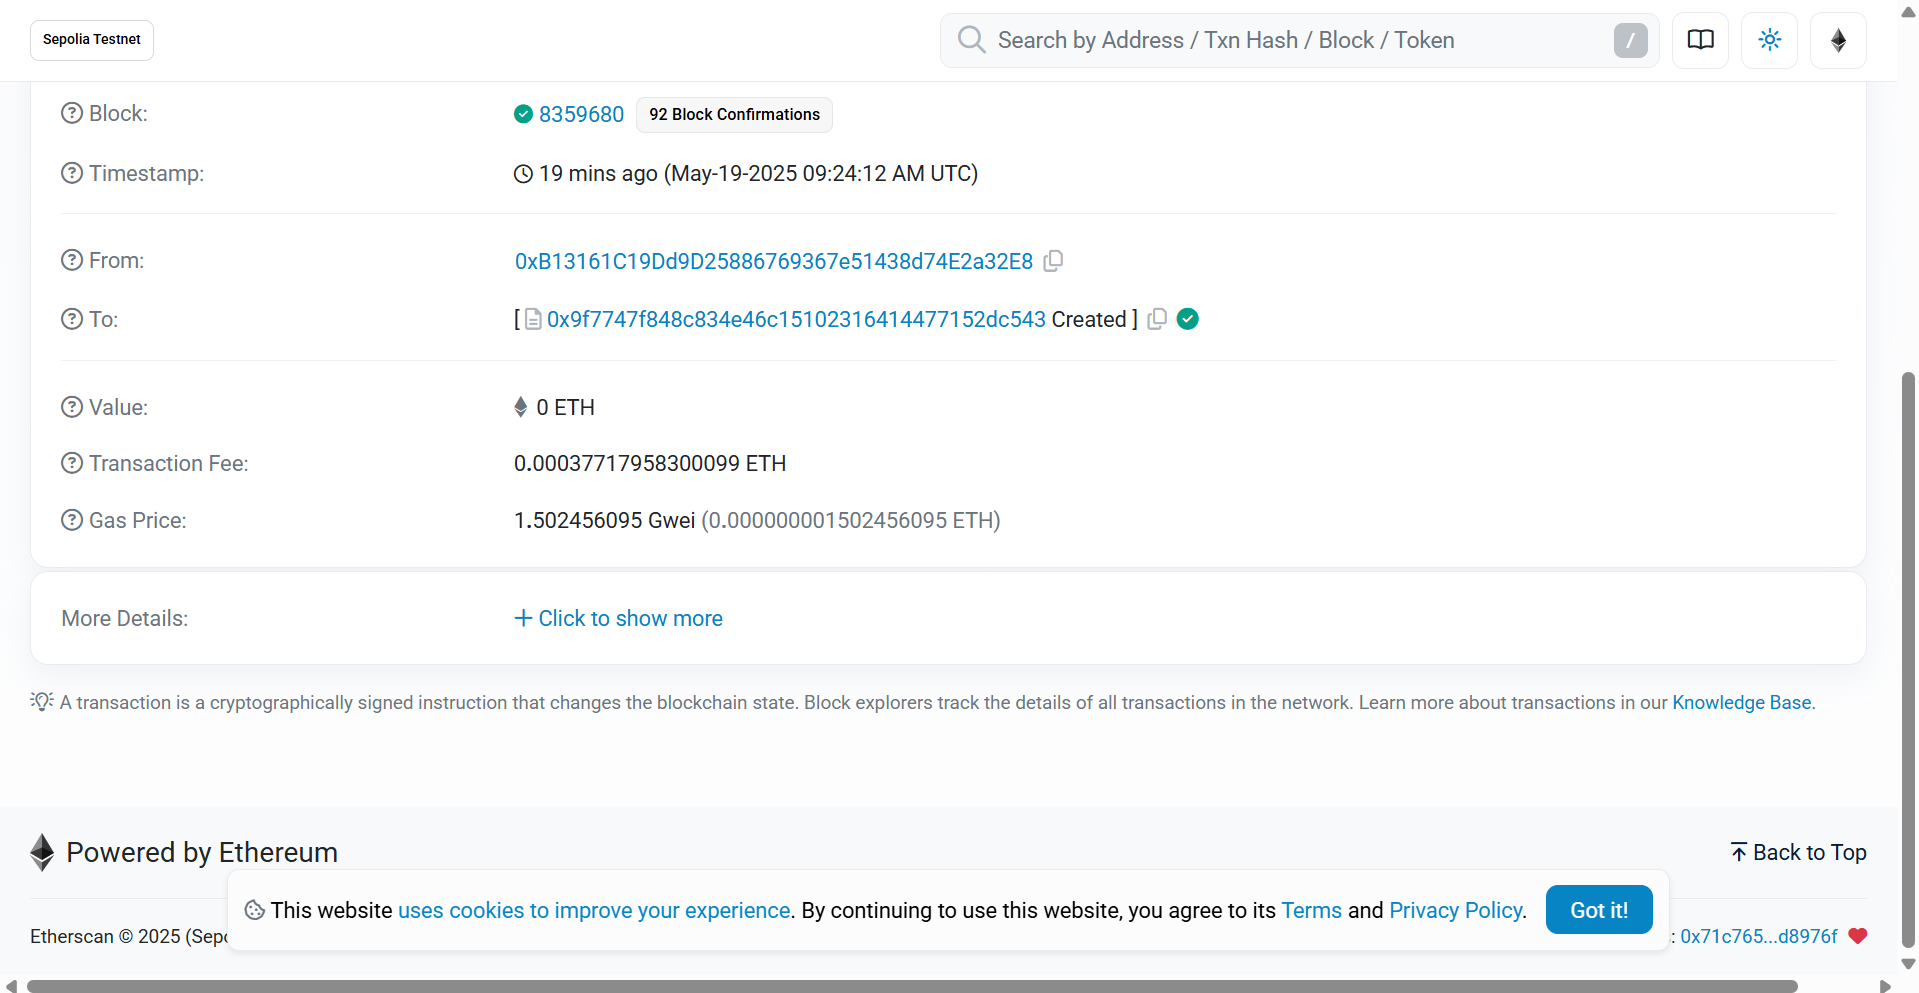 Sepolia Testnet
Search by Address / Txn Hash / Block / Token
/
Block:
8359680
92 Block Confirmations
Timestamp:
19 mins ago (May-19-2025 09:24:12 AM UTC)
From:
0xB13161C19Dd9D25886769367e51438d74E2a32E8
To:
[ 0x9f7747f848c834e46c15102316414477152dc543 Created ]
Value:
0 ETH
Transaction Fee:
0.00037717958300099 ETH
Gas Price:
1.502456095 Gwei (0.000000001502456095 ETH)
More Details:
Click to show more
A transaction is a cryptographically signed instruction that changes the blockchain state. Block explorers track the details of all transactions in the network. Learn more about transactions in our Knowledge Base.
Powered by Ethereum
Back to Top
This website uses cookies to improve your experience. By continuing to use this website, you agree to its Terms and Privacy Policy.
Got it!
Etherscan © 2025 (Sepo
: 0x71c765...d8976f